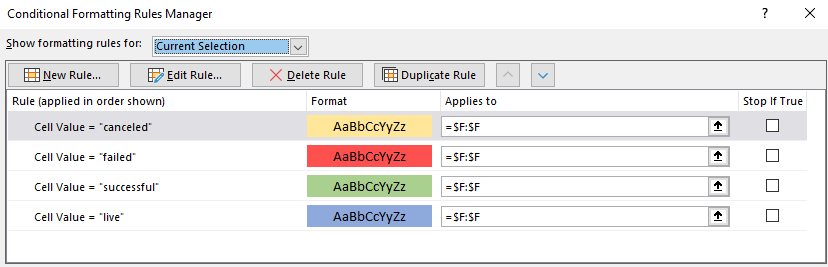 Conditional Formatting Rules Manager ? ×
Show formatting rules for: Current Selection
New Rule... Edit Rule... Delete Rule Duplicate Rule
Rule (applied in order shown) Format Applies to Stop If True
Cell Value = "canceled" AaBbCcYyZz =$F:$F
Cell Value = "failed" AaBbCcYyZz =$F:$F
Cell Value = "successful" AaBbCcYyZz =$F:$F
Cell Value = "live" AaBbCcYyZz =$F:$F